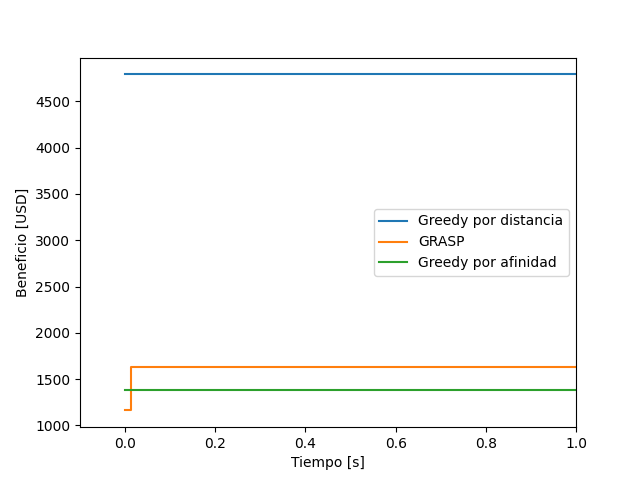 4500
4000
3500
3000
2500
2000
1500
1000
Beneficio [USD]
Greedy por distancia
GRASP
Greedy por afinidad
0.0 0.2 0.4 0.6 0.8 1.0
Tiempo [s]